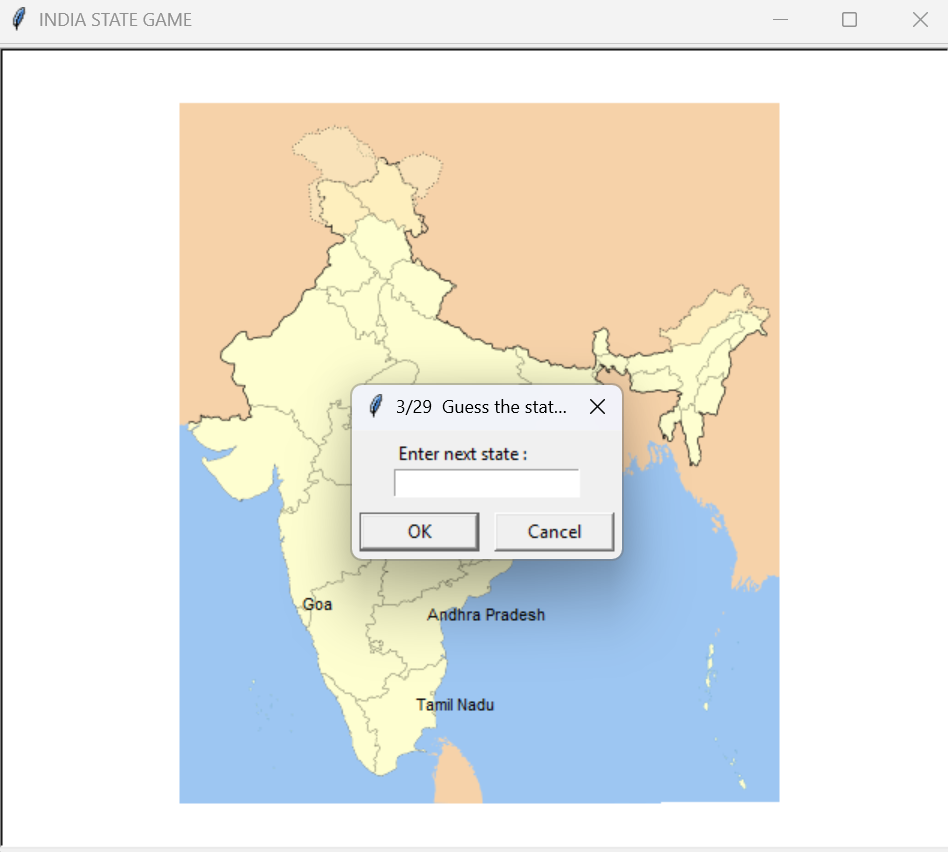 INDIA STATE GAME
3/29 Guess the stat...
Enter next state :
OK
Cancel
Goa
Andhra Pradesh
Tamil Nadu